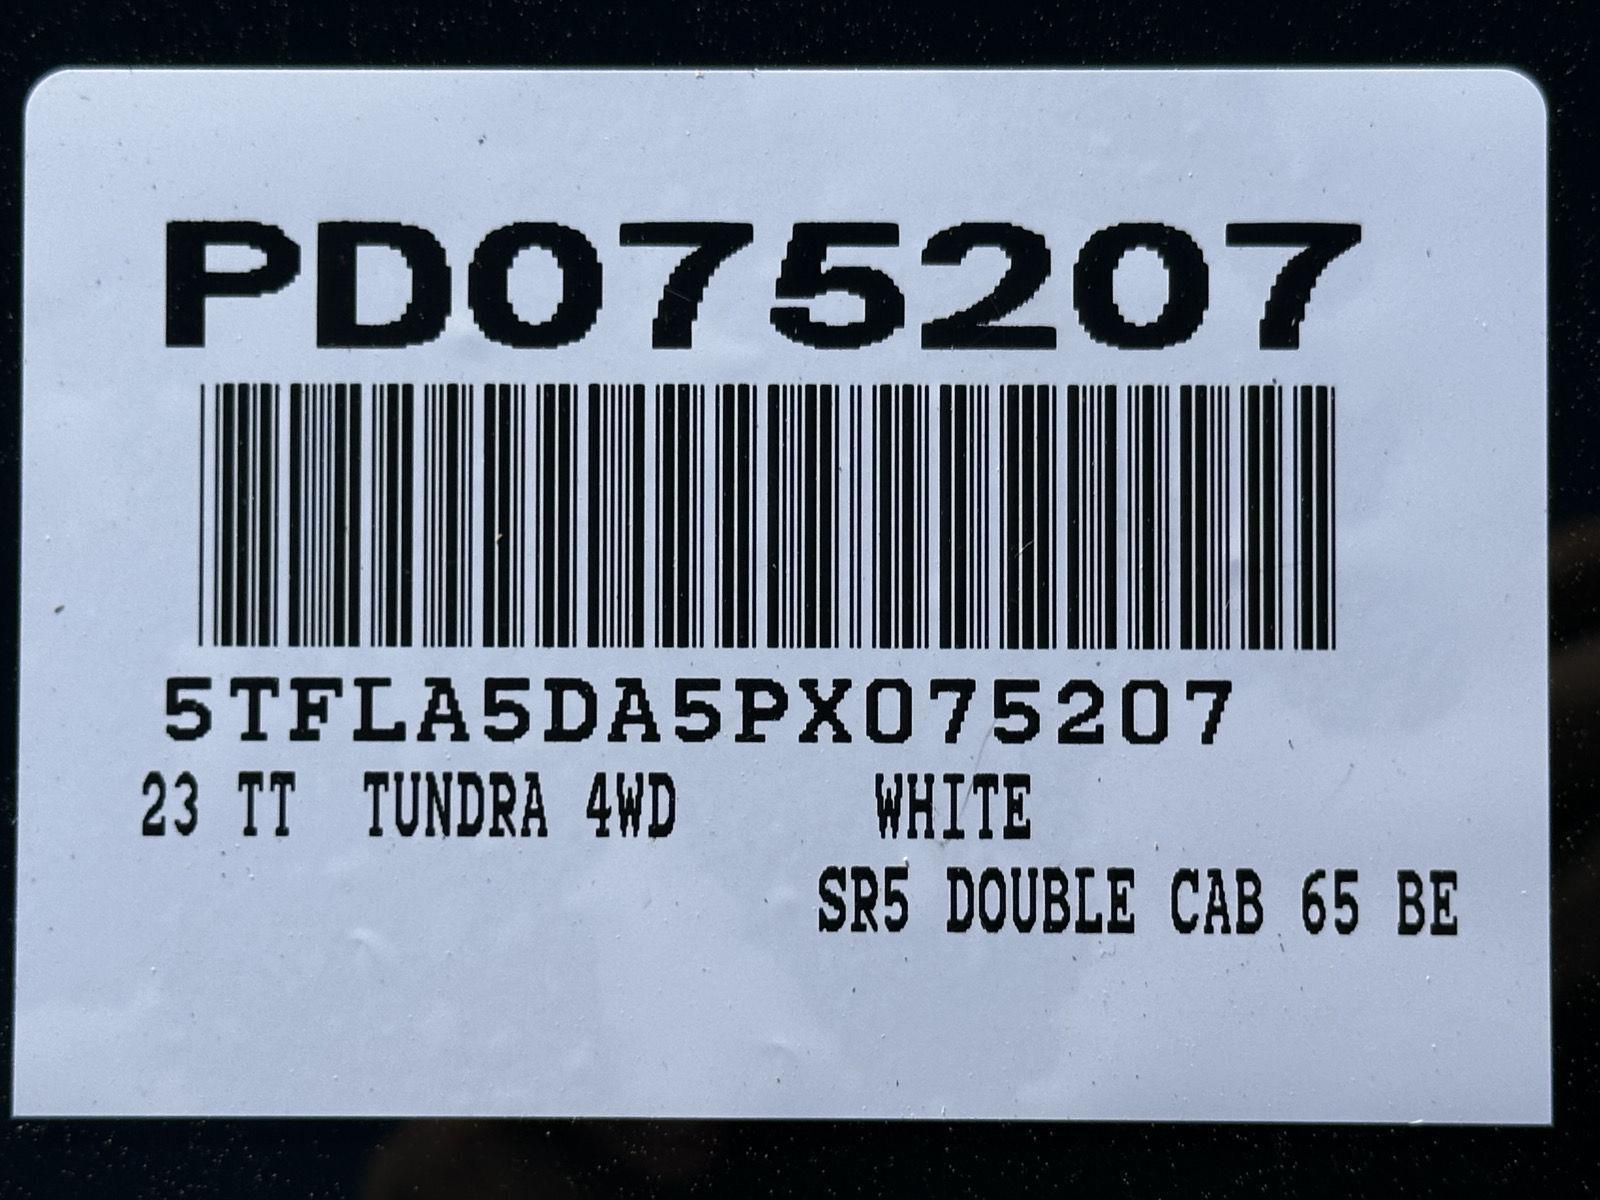 PD075207
5TFLA5DA5PX075207
23 TT TUNDRA 4WD WHITE
SR5 DOUBLE CAB 65 BE